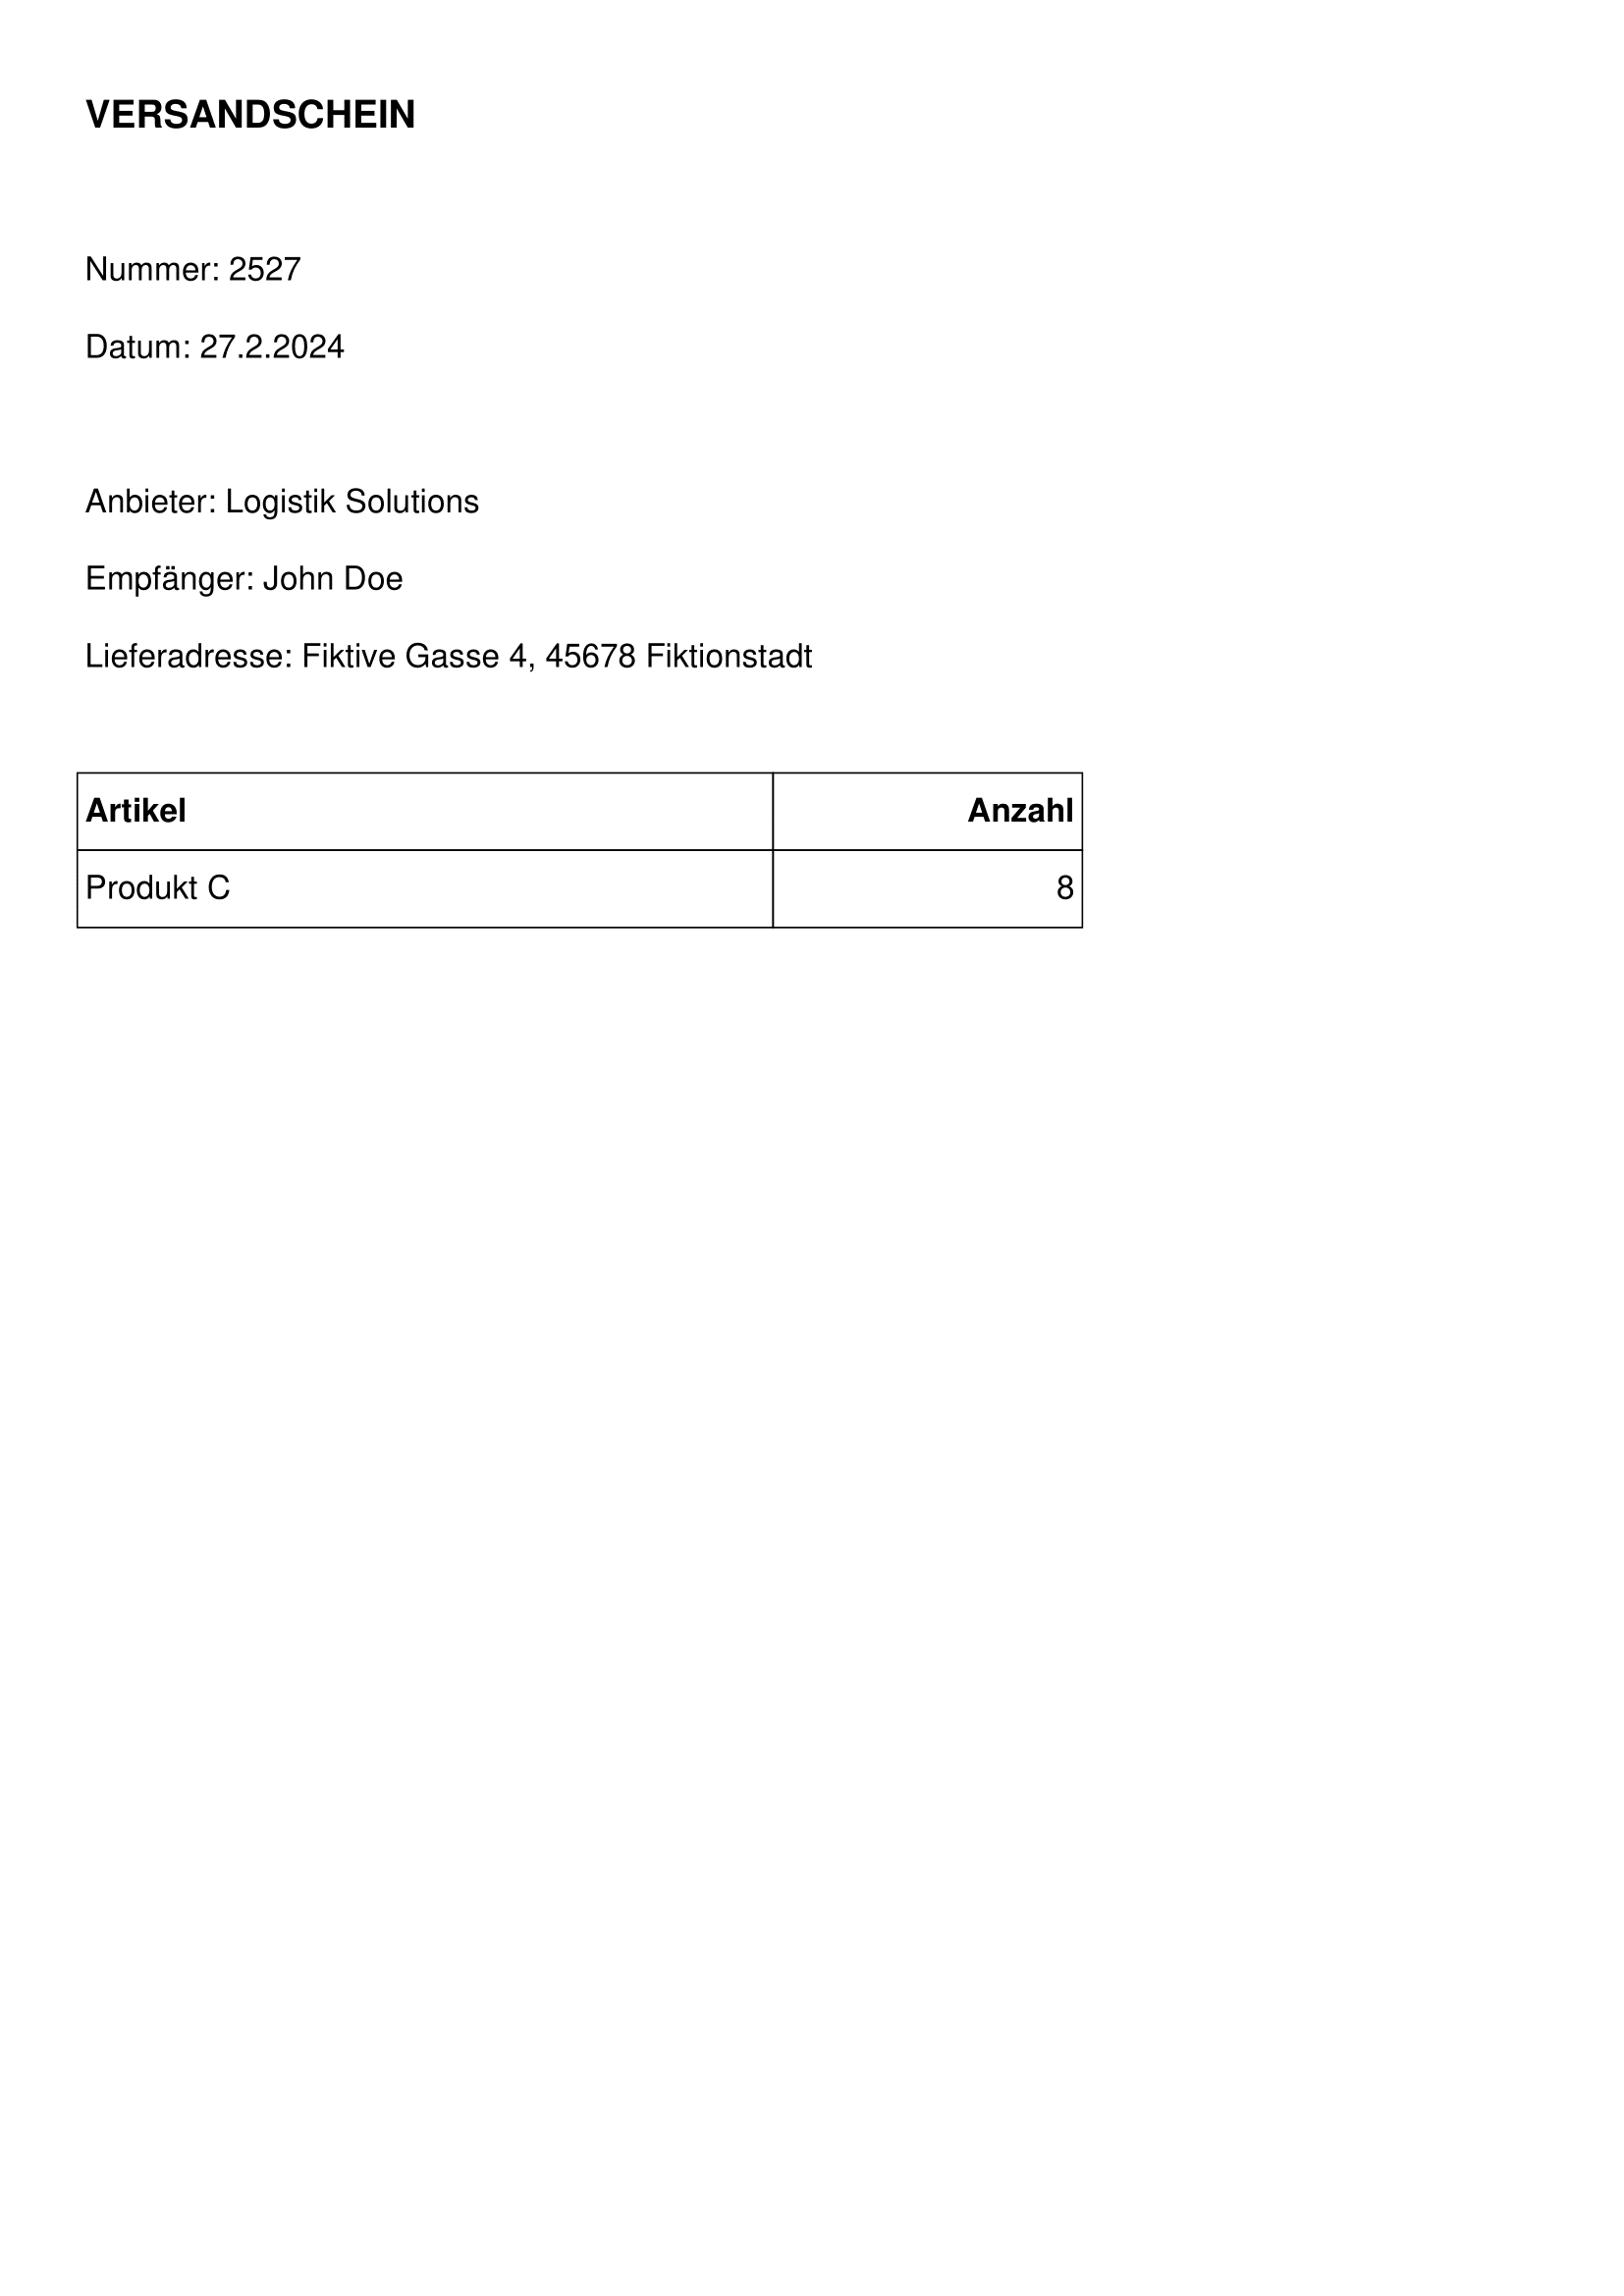 VERSANDSCHEIN
Nummer: 2527
Datum: 27.2.2024
Anbieter: Logistik Solutions
Empfänger: John Doe
Lieferadresse: Fiktive Gasse 4, 45678 Fiktionstadt
Artikel Anzahl
Produkt C 8